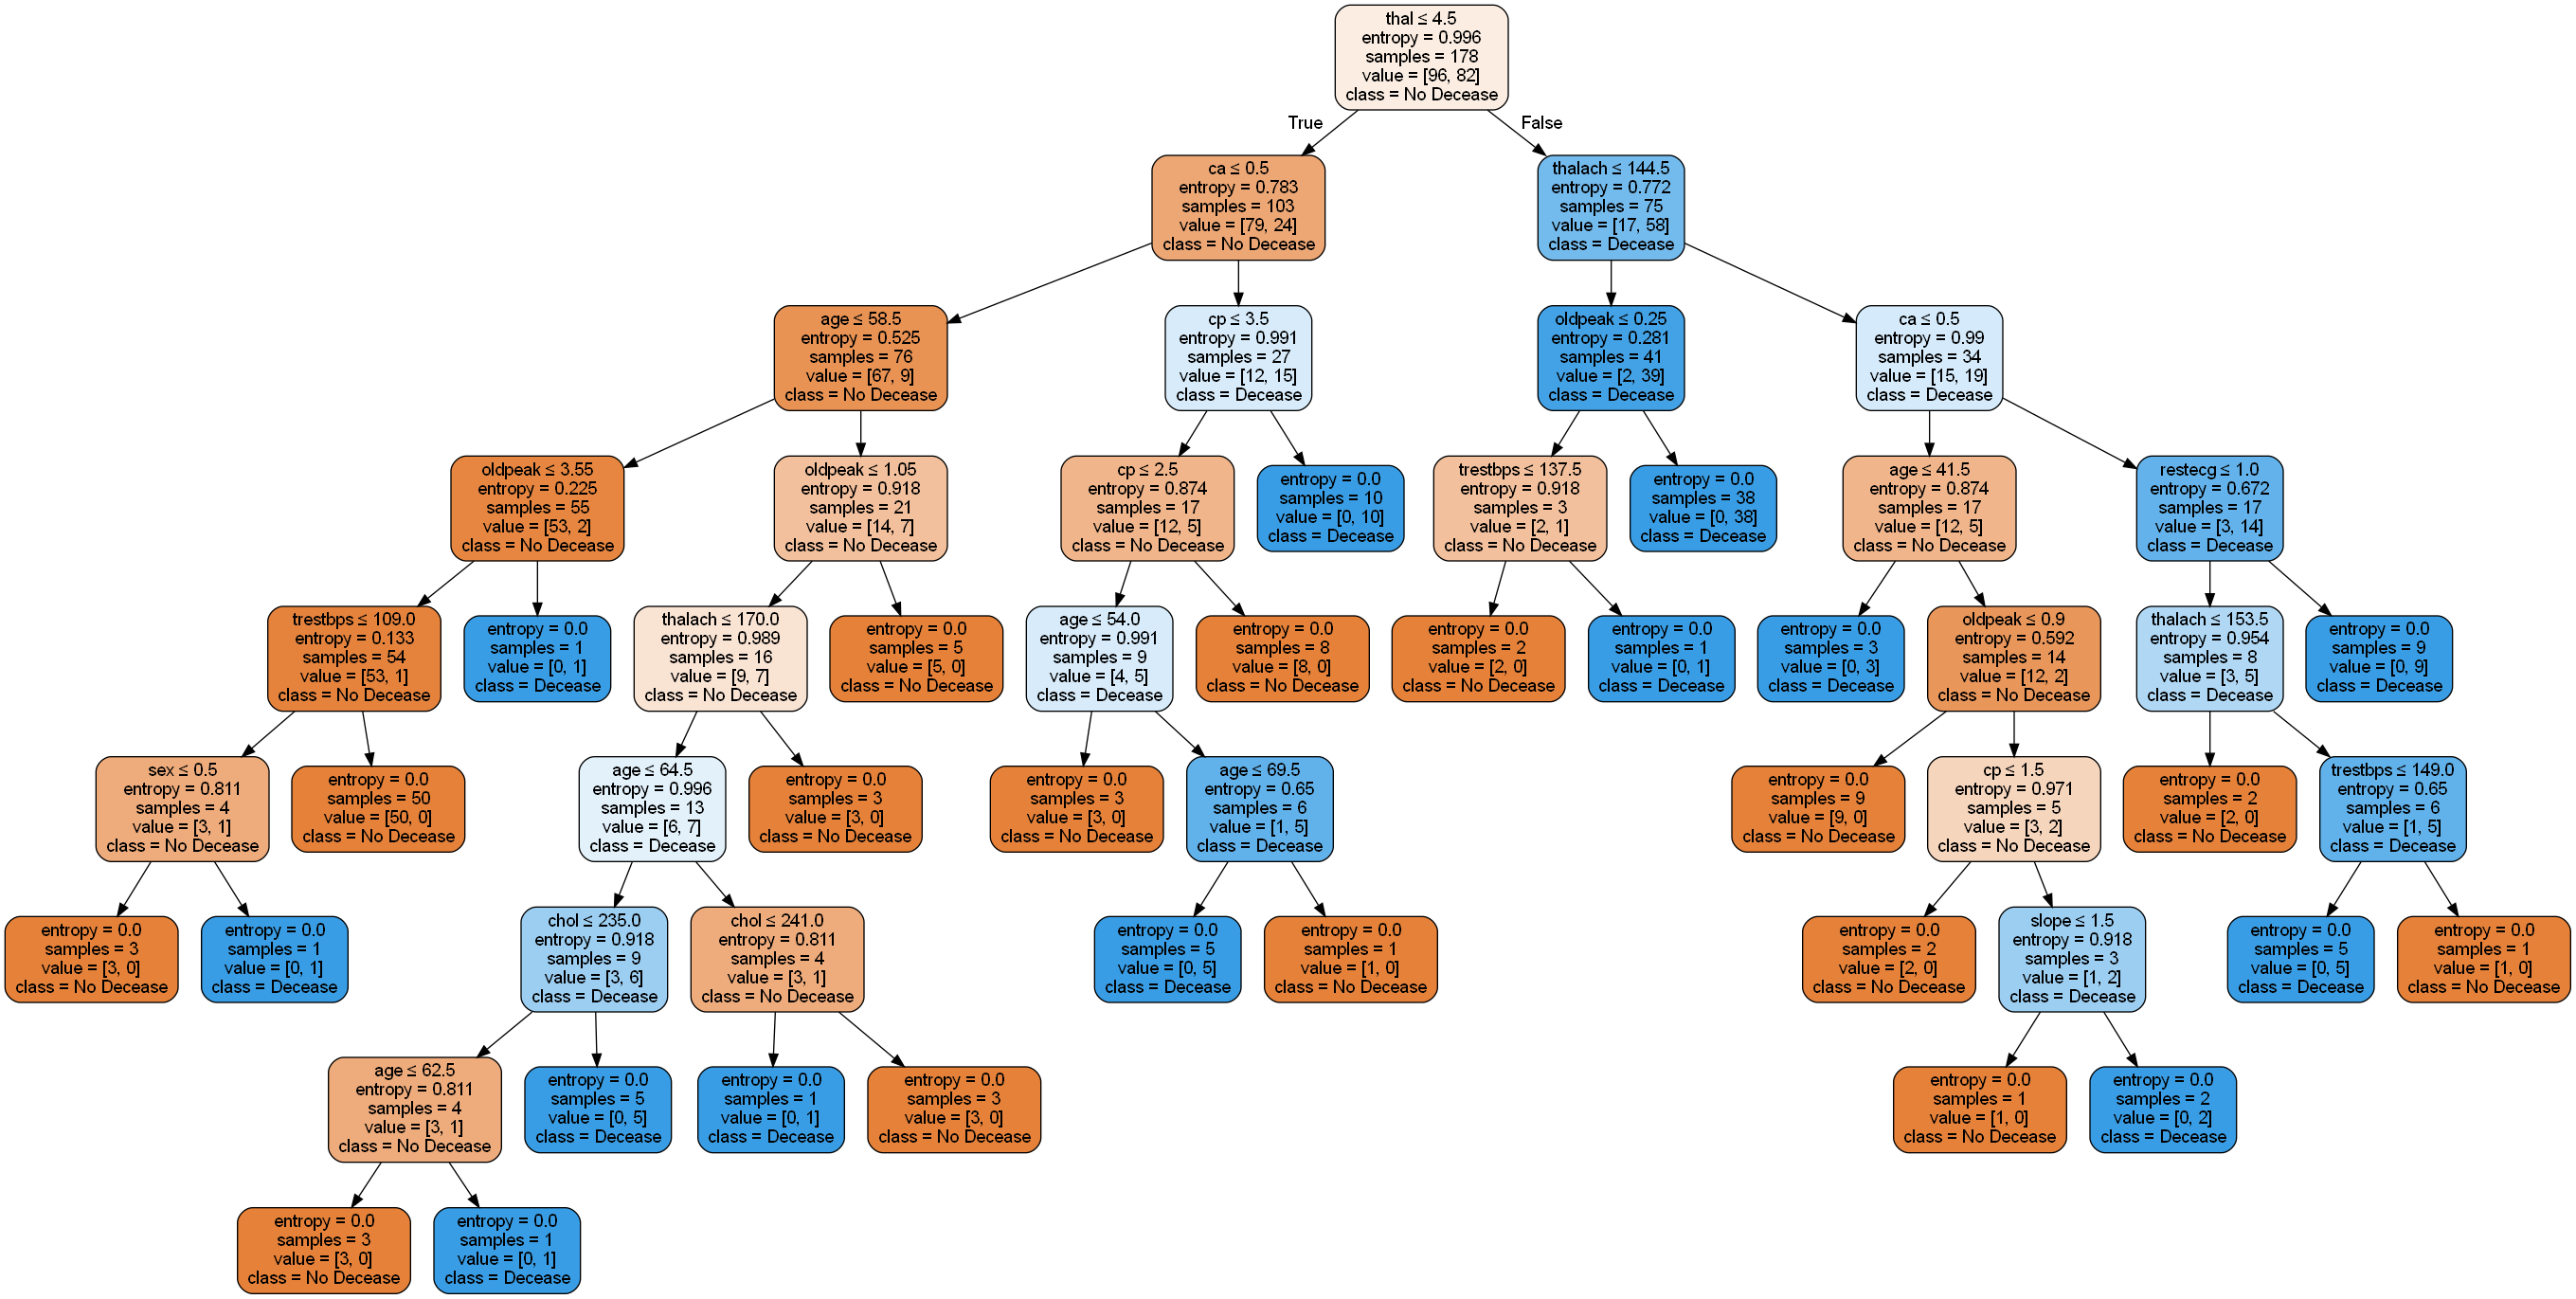 thal ≤ 4.5
entropy = 0.996
samples = 178
value = [96, 82]
class = No Decease
True
False
ca ≤ 0.5
entropy = 0.783
samples = 103
value = [79, 24]
class = No Decease
thalach ≤ 144.5
entropy = 0.772
samples = 75
value = [17, 58]
class = Decease
age ≤ 58.5
entropy = 0.525
samples = 76
value = [67, 9]
class = No Decease
cp ≤ 3.5
entropy = 0.991
samples = 27
value = [12, 15]
class = Decease
oldpeak ≤ 0.25
entropy = 0.281
samples = 41
value = [2, 39]
class = Decease
ca ≤ 0.5
entropy = 0.99
samples = 34
value = [15, 19]
class = Decease
oldpeak ≤ 3.55
entropy = 0.225
samples = 55
value = [53, 2]
class = No Decease
oldpeak ≤ 1.05
entropy = 0.918
samples = 21
value = [14, 7]
class = No Decease
cp ≤ 2.5
entropy = 0.874
samples = 17
value = [12, 5]
class = No Decease
entropy = 0.0
samples = 10
value = [0, 10]
class = Decease
trestbps ≤ 137.5
entropy = 0.918
samples = 3
value = [2, 1]
class = No Decease
entropy = 0.0
samples = 38
value = [0, 38]
class = Decease
age ≤ 41.5
entropy = 0.874
samples = 17
value = [12, 5]
class = No Decease
restecg ≤ 1.0
entropy = 0.672
samples = 17
value = [3, 14]
class = Decease
trestbps ≤ 109.0
entropy = 0.133
samples = 54
value = [53, 1]
class = No Decease
entropy = 0.0
samples = 1
value = [0, 1]
class = Decease
thalach ≤ 170.0
entropy = 0.989
samples = 16
value = [9, 7]
class = No Decease
entropy = 0.0
samples = 5
value = [5, 0]
class = No Decease
age ≤ 54.0
entropy = 0.991
samples = 9
value = [4, 5]
class = Decease
entropy = 0.0
samples = 8
value = [8, 0]
class = No Decease
entropy = 0.0
samples = 2
value = [2, 0]
class = No Decease
entropy = 0.0
samples = 1
value = [0, 1]
class = Decease
entropy = 0.0
samples = 3
value = [0, 3]
class = Decease
oldpeak ≤ 0.9
entropy = 0.592
samples = 14
value = [12, 2]
class = No Decease
thalach ≤ 153.5
entropy = 0.954
samples = 8
value = [3, 5]
class = Decease
entropy = 0.0
samples = 9
value = [0, 9]
class = Decease
sex ≤ 0.5
entropy = 0.811
samples = 4
value = [3, 1]
class = No Decease
entropy = 0.0
samples = 50
value = [50, 0]
class = No Decease
age ≤ 64.5
entropy = 0.996
samples = 13
value = [6, 7]
class = Decease
entropy = 0.0
samples = 3
value = [3, 0]
class = No Decease
entropy = 0.0
samples = 3
value = [3, 0]
class = No Decease
age ≤ 69.5
entropy = 0.65
samples = 6
value = [1, 5]
class = Decease
entropy = 0.0
samples = 9
value = [9, 0]
class = No Decease
cp ≤ 1.5
entropy = 0.971
samples = 5
value = [3, 2]
class = No Decease
entropy = 0.0
samples = 2
value = [2, 0]
class = No Decease
trestbps ≤ 149.0
entropy = 0.65
samples = 6
value = [1, 5]
class = Decease
entropy = 0.0
samples = 3
value = [3, 0]
class = No Decease
entropy = 0.0
samples = 1
value = [0, 1]
class = Decease
chol ≤ 235.0
entropy = 0.918
samples = 9
value = [3, 6]
class = Decease
chol ≤ 241.0
entropy = 0.811
samples = 4
value = [3, 1]
class = No Decease
entropy = 0.0
samples = 5
value = [0, 5]
class = Decease
entropy = 0.0
samples = 1
value = [1, 0]
class = No Decease
entropy = 0.0
samples = 2
value = [2, 0]
class = No Decease
slope ≤ 1.5
entropy = 0.918
samples = 3
value = [1, 2]
class = Decease
entropy = 0.0
samples = 5
value = [0, 5]
class = Decease
entropy = 0.0
samples = 1
value = [1, 0]
class = No Decease
age ≤ 62.5
entropy = 0.811
samples = 4
value = [3, 1]
class = No Decease
entropy = 0.0
samples = 5
value = [0, 5]
class = Decease
entropy = 0.0
samples = 1
value = [0, 1]
class = Decease
entropy = 0.0
samples = 3
value = [3, 0]
class = No Decease
entropy = 0.0
samples = 1
value = [1, 0]
class = No Decease
entropy = 0.0
samples = 2
value = [0, 2]
class = Decease
entropy = 0.0
samples = 3
value = [3, 0]
class = No Decease
entropy = 0.0
samples = 1
value = [0, 1]
class = Decease